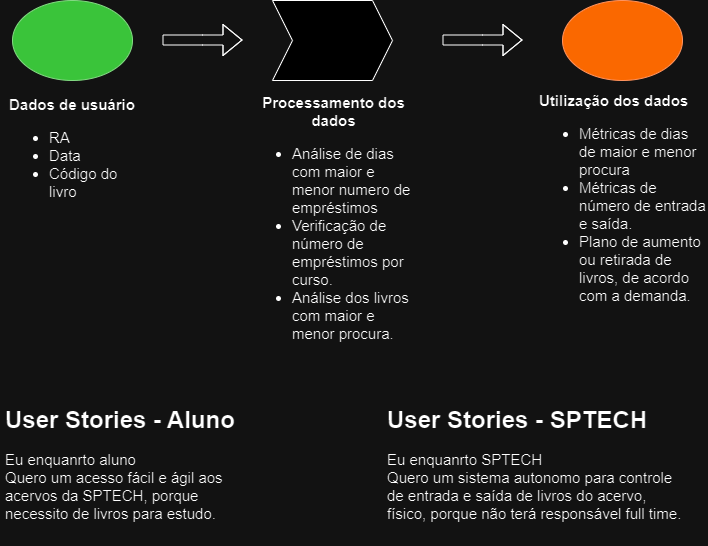 Dados de usuário
• RA
• Data
• Código do
livro
Processamento dos
dados
• Análise de dias
com maior e
menor numero de
empréstimos
• Verificação de
número de
empréstimos por
curso.
• Análise dos livros
com maior e
menor procura.
Utilização dos dados
• Métricas de dias
de maior e menor
procura
• Métricas de
número de entrada
e saída.
• Plano de aumento
ou retirada de
livros, de acordo
com a demanda.
User Stories - Aluno
Eu enquanrto aluno
Quero um acesso fácil e ágil aos
acervos da SPTECH, porque
necessito de livros para estudo.
User Stories - SPTECH
Eu enquanrto SPTECH
Quero um sistema autonomo para controle
de entrada e saída de livros do acervo,
físico, porque não terá responsável full time.